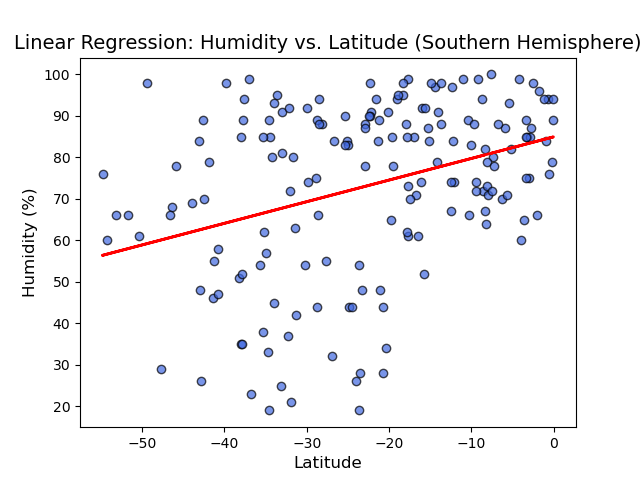 Linear Regression: Humidity vs. Latitude (Southern Hemisphere)
100
90
80
70
60
50
40
30
20
Humidity (%)
−50 −40 −30 −20 −10 0
Latitude